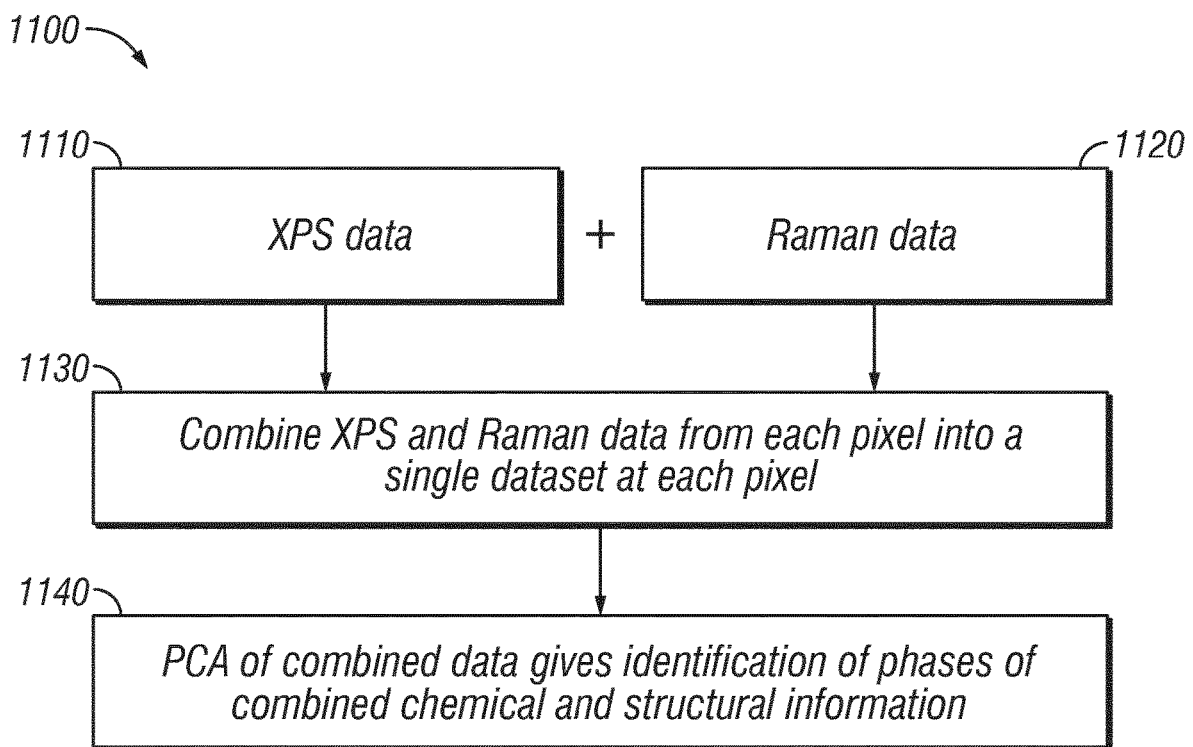 1100
1110
1120
XPS data
+
Raman data
1130
Combine XPS and Raman data from each pixel into a
single dataset at each pixel
1140
PCA of combined data gives identification of phases of
combined chemical and structural information